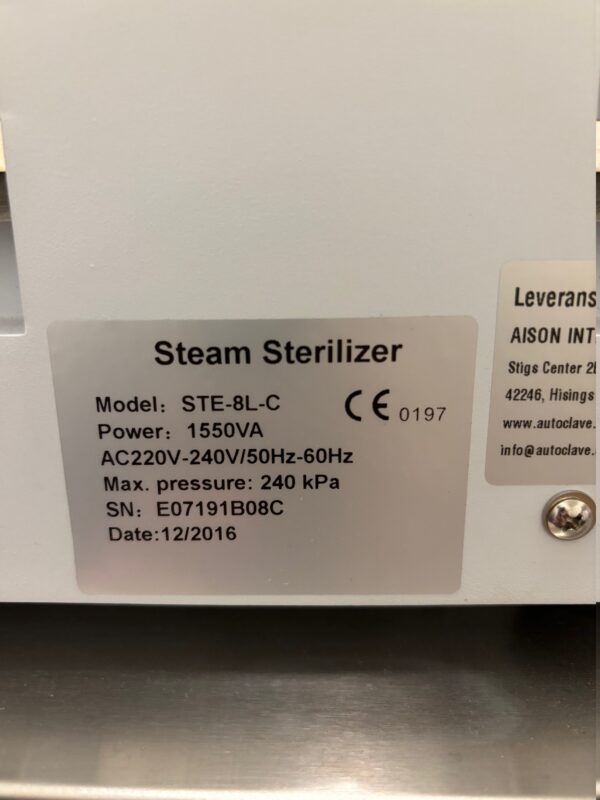 Steam Sterilizer
Model: STE-8L-C
CE 0197
Power: 1550VA
AC220V-240V/50Hz-60Hz
Max. pressure: 240 kPa
SN: E07191B08C
Date:12/2016
Leverans
AISON INT
Stigs Center
42246, Hisings
www.autoclave.
info@autoclave.